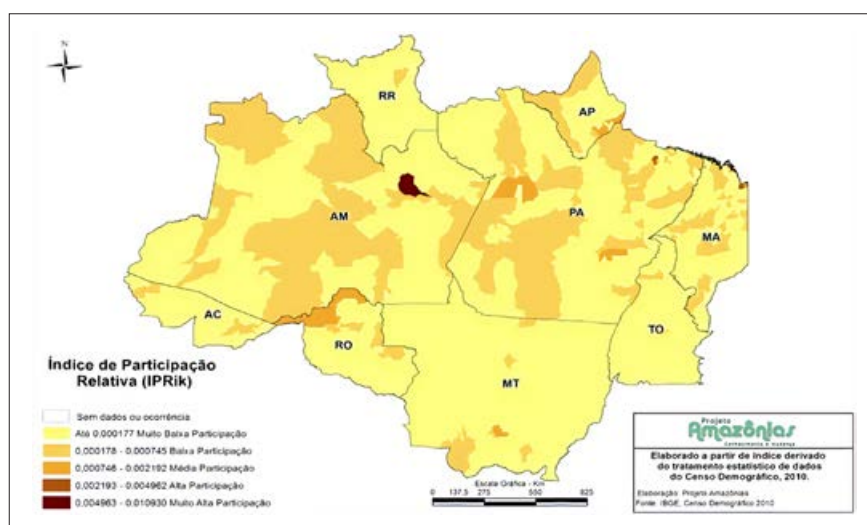 N
RR
AP
AM
PA
MA
AC
RO
TO
MT
Índice de Participação
Relativa (IPRik)
Sem dados ou ocorrência
Até 0,000177 Muito Baixa Participação
0,000178 - 0,000745 Baixa Participação
0,000746 - 0,002192 Média Participação
0,002193 - 0,004962 Alta Participação
0,004963 - 0,010930 Muito Alta Participação
Escala Gráfica - Km
0 137,5 275 550 825
Projeto
Amazônias
Elaborado a partir de índice derivado
do tratamento estatístico de dados
do Censo Demográfico, 2010.
Elaboração: Projeto Amazônias
Fonte: IBGE, Censo Demográfico 2010